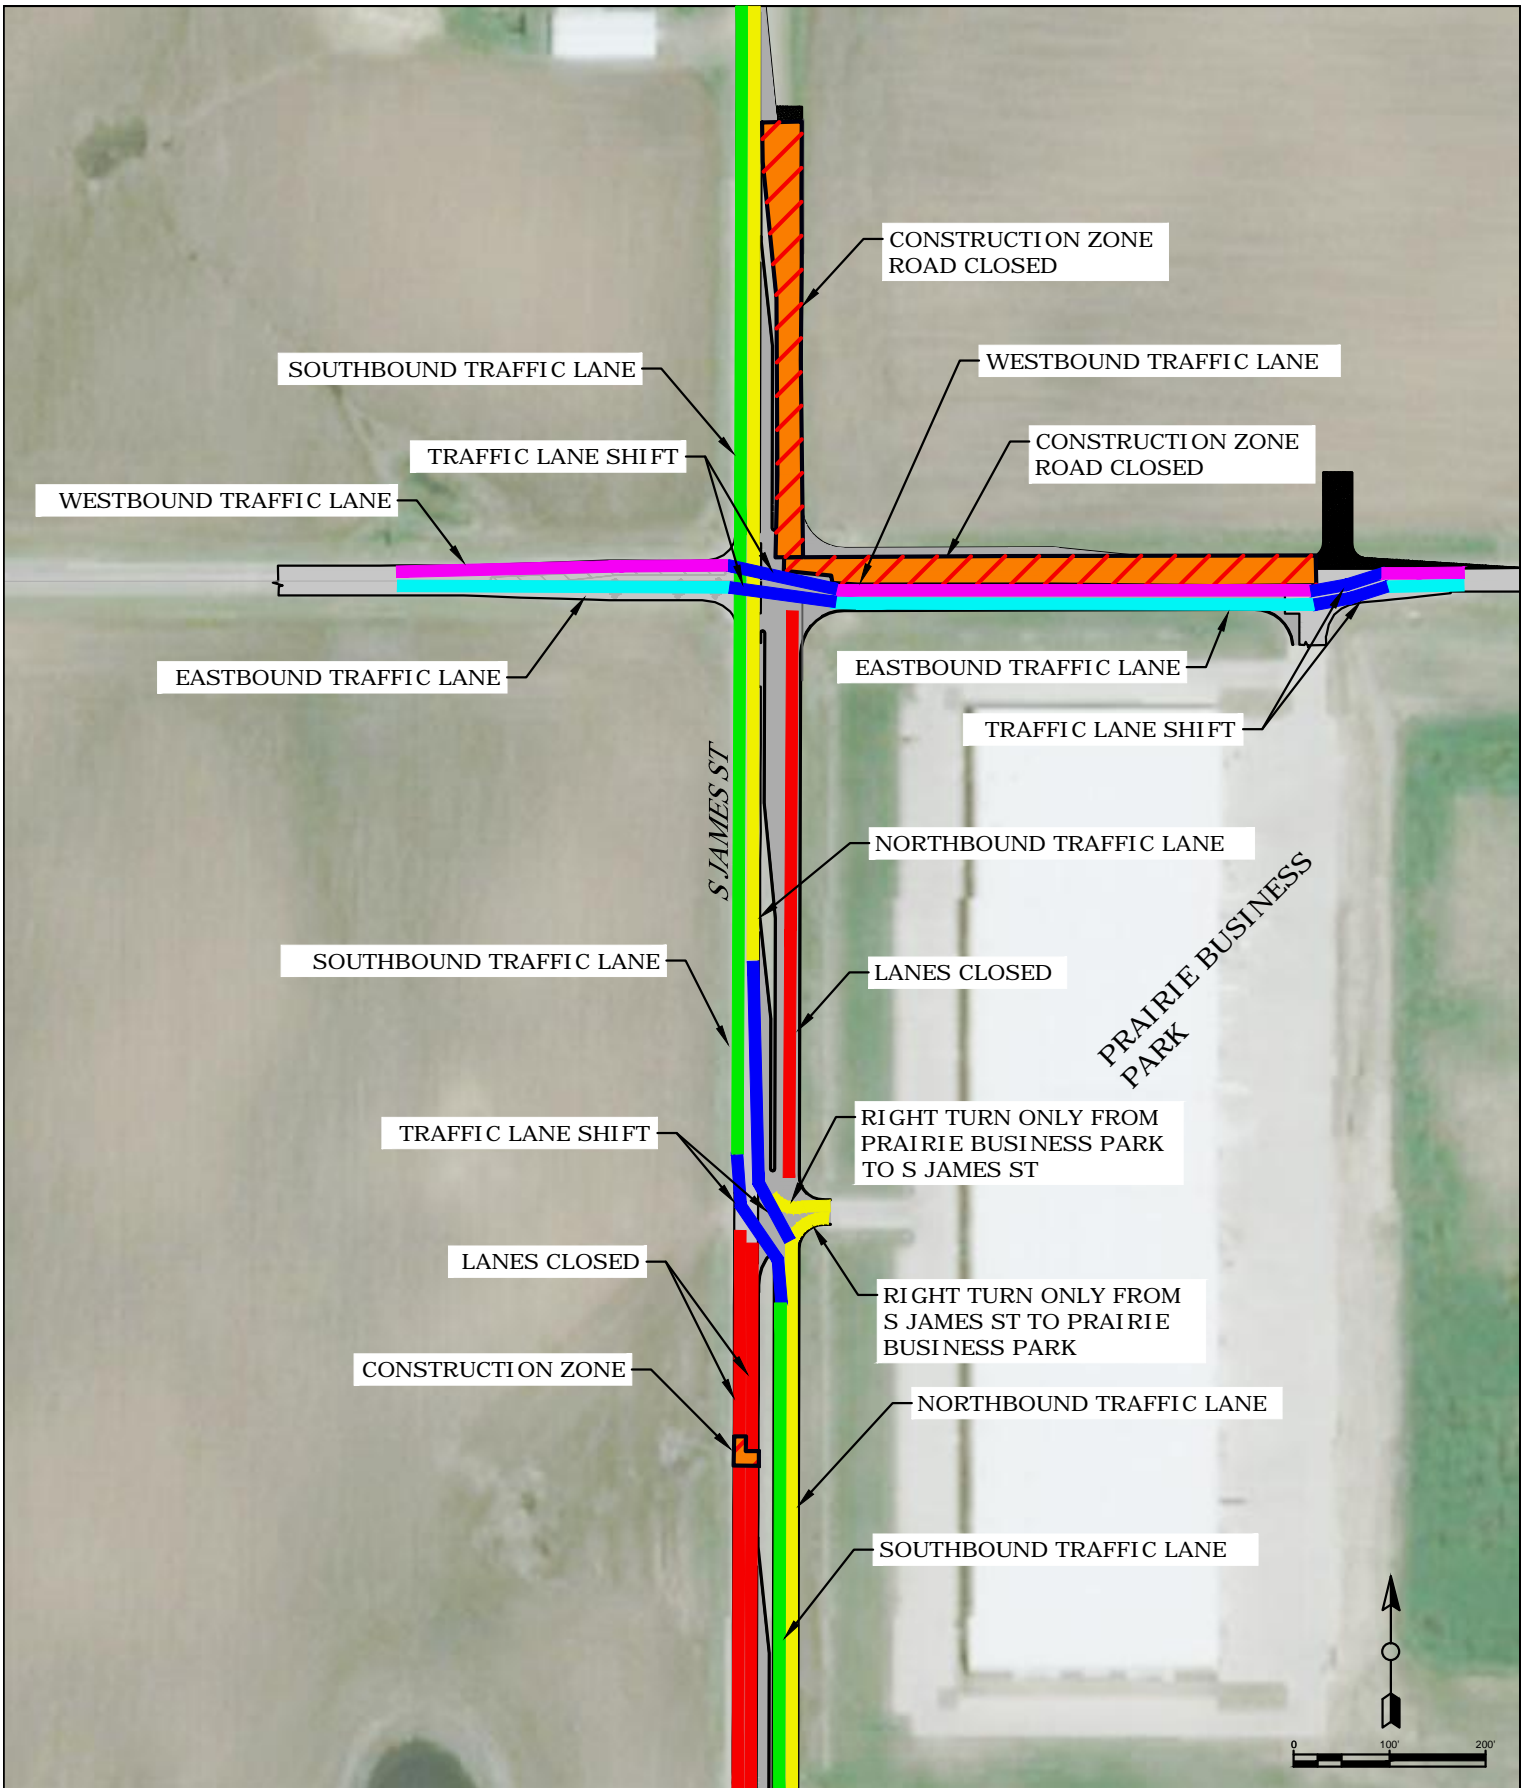 CONSTRUCTION ZONE
ROAD CLOSED
SOUTHBOUND TRAFFIC LANE
WESTBOUND TRAFFIC LANE
TRAFFIC LANE SHIFT
CONSTRUCTION ZONE
ROAD CLOSED
WESTBOUND TRAFFIC LANE
EASTBOUND TRAFFIC LANE
EASTBOUND TRAFFIC LANE
TRAFFIC LANE SHIFT
S JAMES ST
NORTHBOUND TRAFFIC LANE
SOUTHBOUND TRAFFIC LANE
LANES CLOSED
PRAIRIE BUSINESS
PARK
TRAFFIC LANE SHIFT
RIGHT TURN ONLY FROM
PRAIRIE BUSINESS PARK
TO S JAMES ST
LANES CLOSED
RIGHT TURN ONLY FROM
S JAMES ST TO PRAIRIE
BUSINESS PARK
CONSTRUCTION ZONE
NORTHBOUND TRAFFIC LANE
SOUTHBOUND TRAFFIC LANE
0 100' 200'